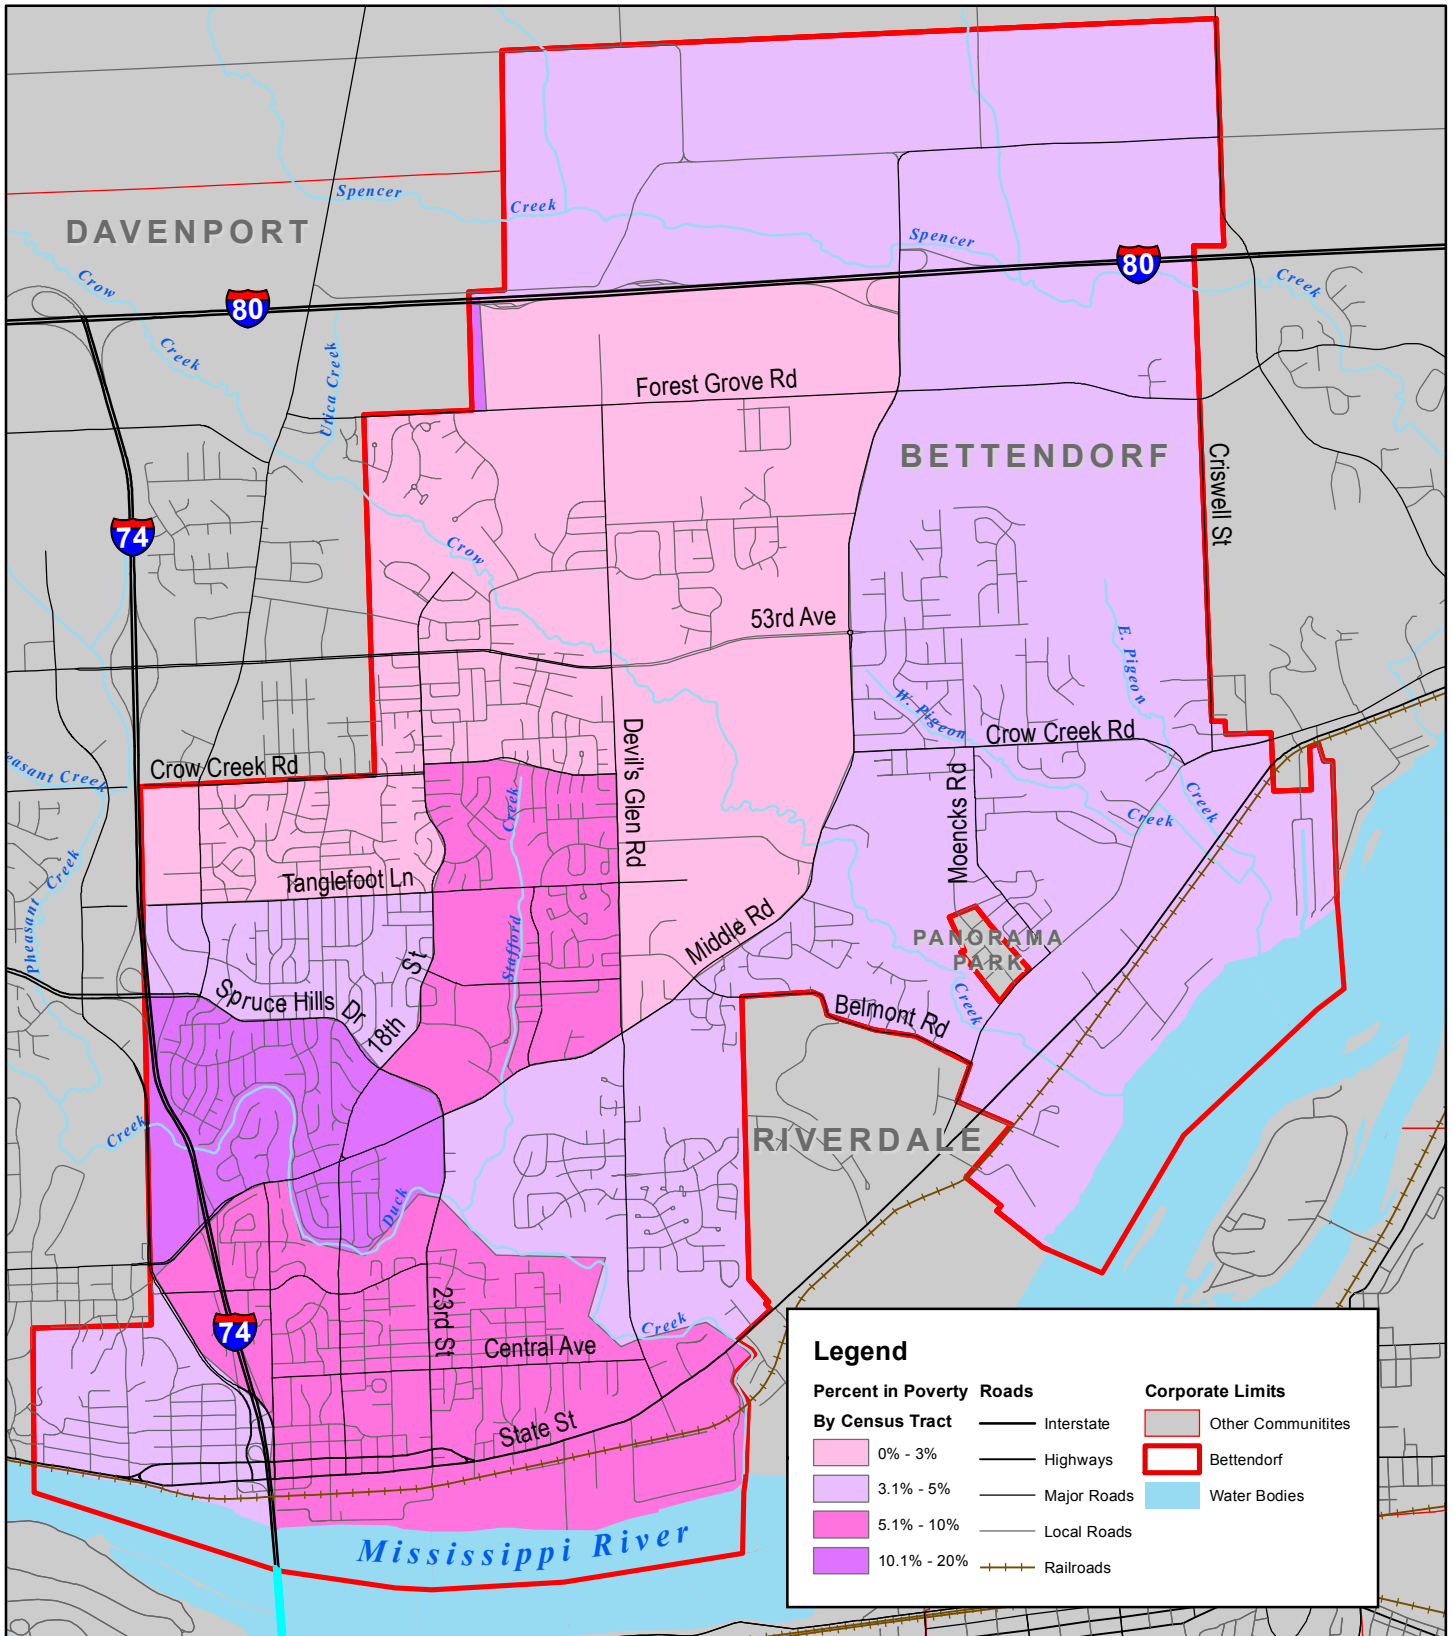 DAVENPORT
Spencer
Creek
Spencer
80
Creek
Crow
80
Creek
Utica Creek
Forest Grove Rd
BETTENDORF
Criswell St
74
Crow
53rd Ave
E. Pigeon
W. Pigeon
Devil's Glen Rd
Crow Creek Rd
Crow Creek Rd
easant Creek
Moencks Rd
Creek
Creek
Creek
Tanglefoot Ln
Pheasant
Creek
Stafford
Middle Rd
PANORAMA
PARK
18th
St
Spruce Hills
Dr
Creek
Belmont Rd
Creek
RIVERDALE
Duck
23rd St
74
Creek
Central Ave
State St
Mississippi River
Legend
Percent in Poverty
By Census Tract
0% - 3%
3.1% - 5%
5.1% - 10%
10.1% - 20%
Roads
Interstate
Highways
Major Roads
Local Roads
Railroads
Corporate Limits
Other Communitites
Bettendorf
Water Bodies